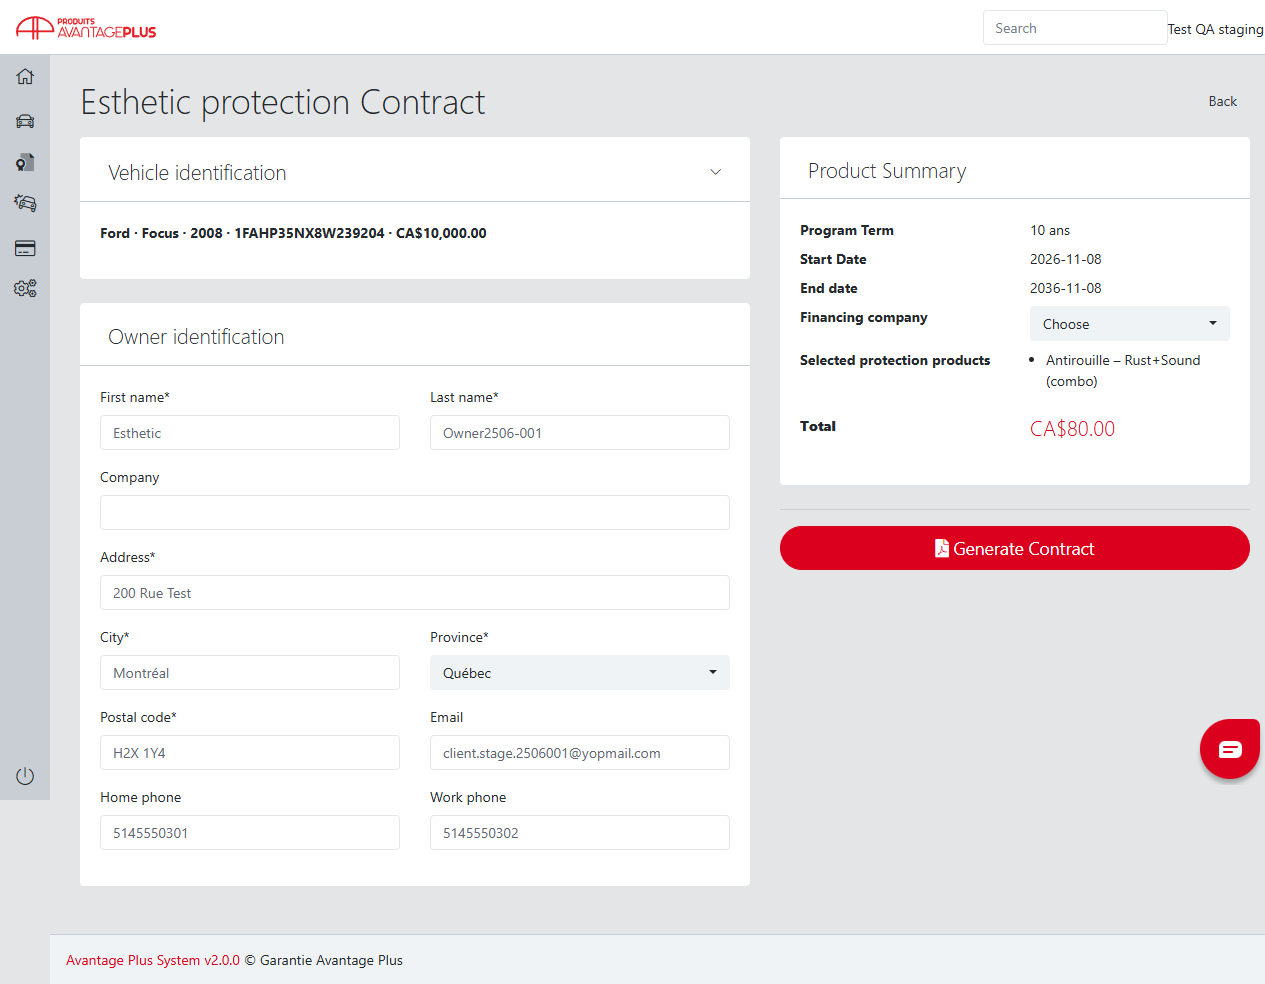 PRODUITS
AVANTAGEPLUS
Search
Test QA staging
Esthetic protection Contract
Back
Vehicle identification
Ford · Focus · 2008 · 1FAHP35NX8W239204 · CA$10,000.00
Owner identification
First name*
Last name*
Esthetic
Owner2506-001
Company
Address*
200 Rue Test
City*
Province*
Montréal
Québec
Postal code*
Email
H2X 1Y4
client.stage.2506001@yopmail.com
Home phone
Work phone
5145550301
5145550302
Product Summary
Program Term
10 ans
Start Date
2026-11-08
End date
2036-11-08
Financing company
Choose
Selected protection products
• Antirouille – Rust+Sound
(combo)
Total
CA$80.00
Generate Contract
Avantage Plus System v2.0.0 © Garantie Avantage Plus